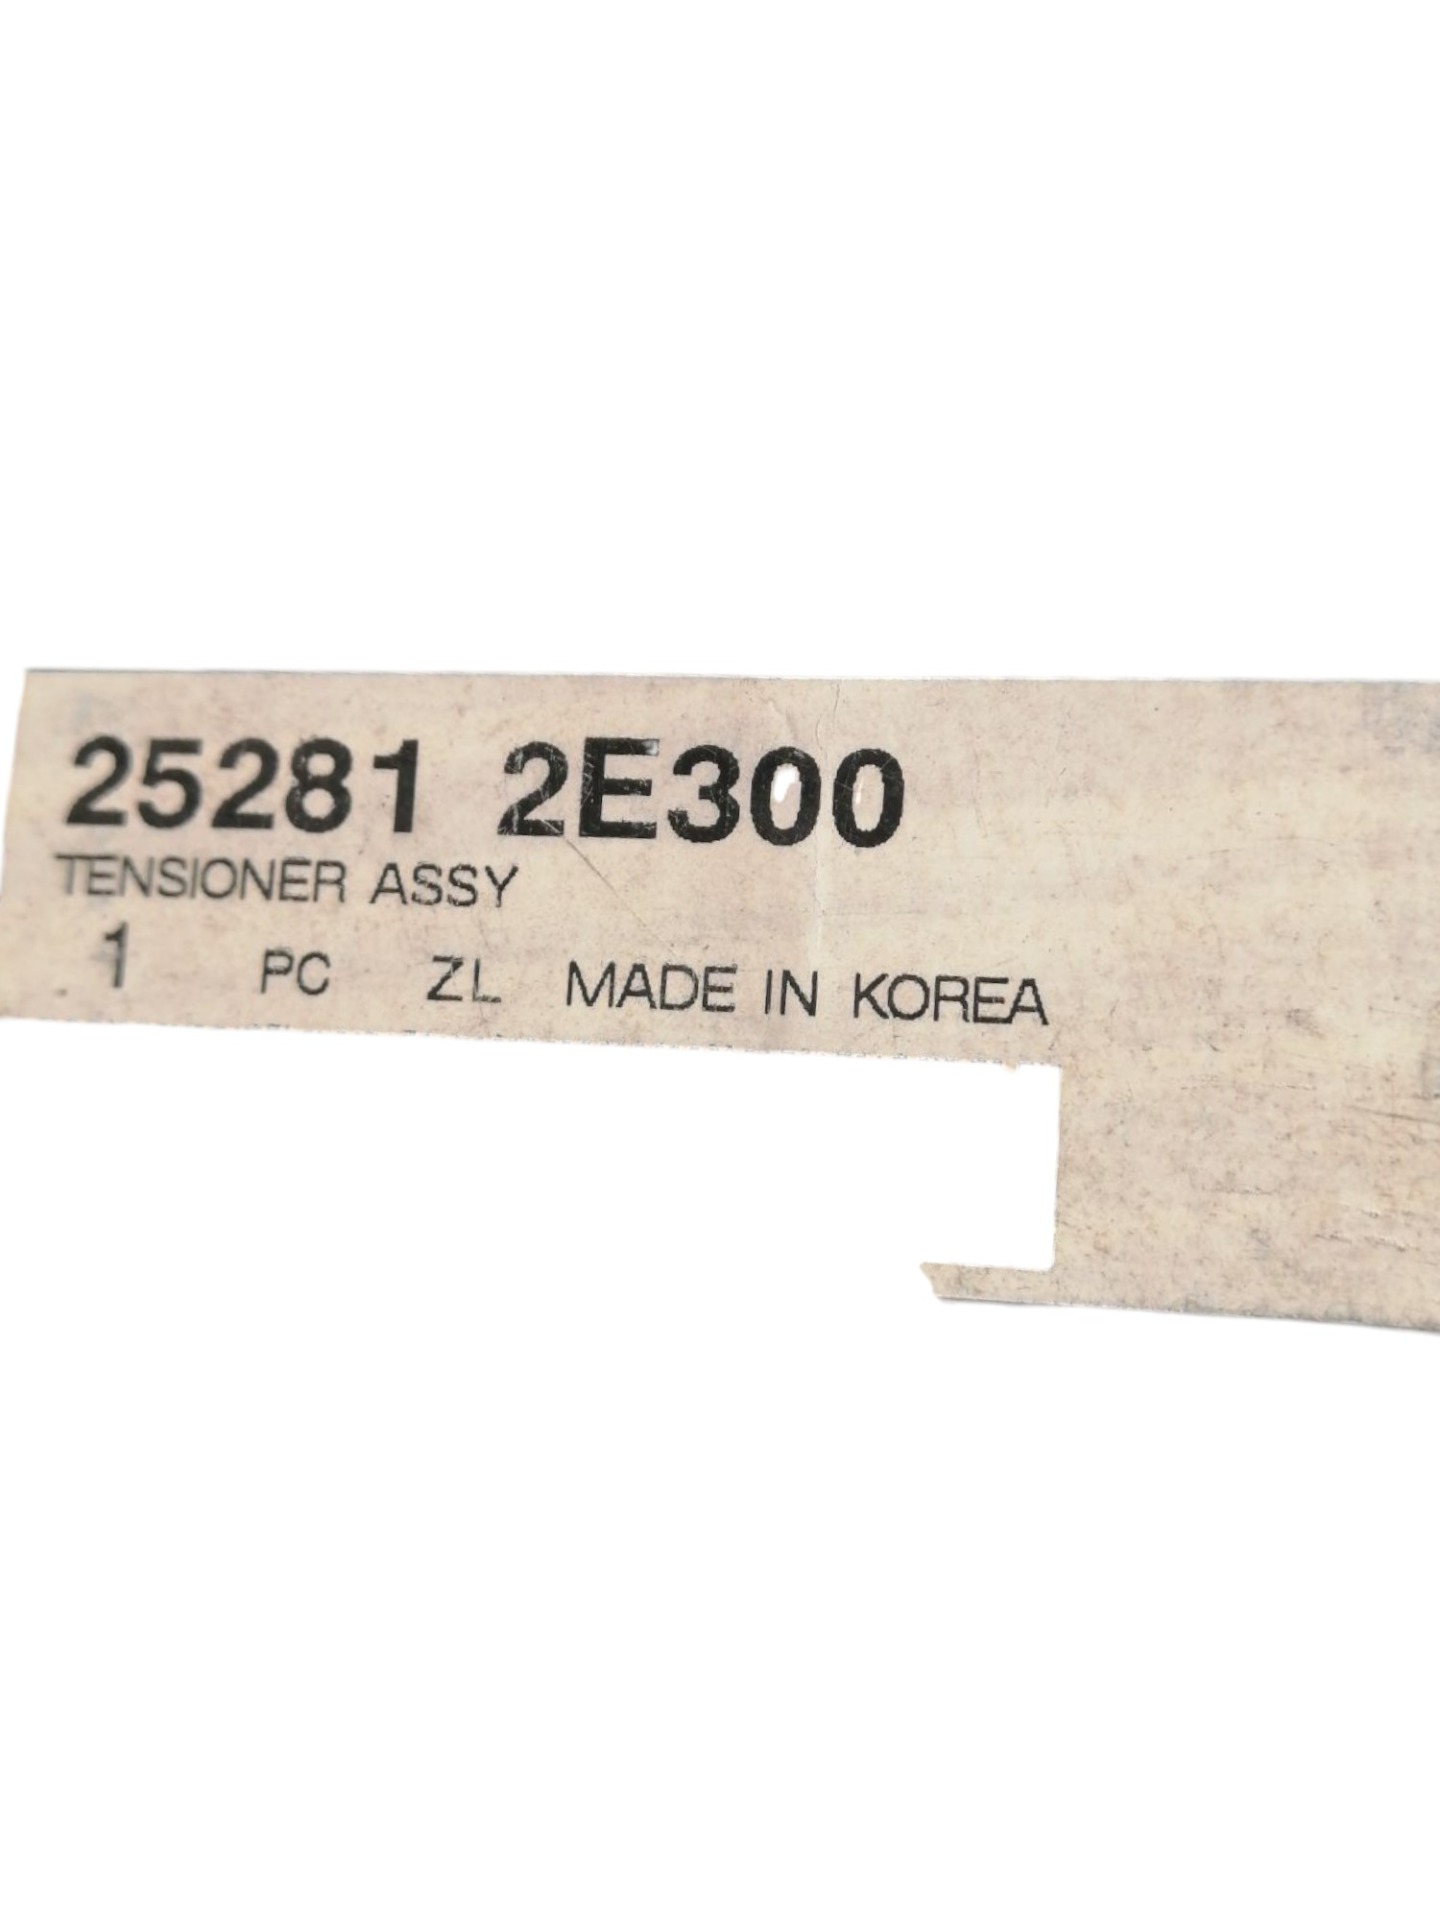 25281 2E300
TENSIONER ASSY
1 PC ZL MADE IN KOREA